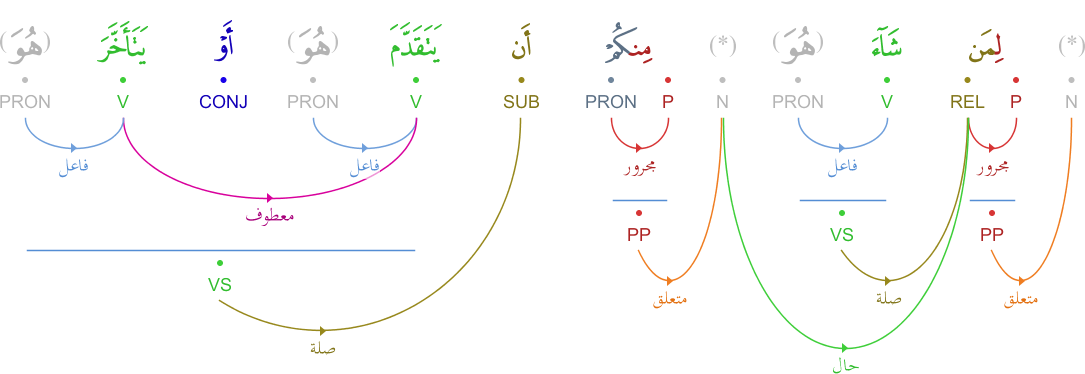 (*) لِمَن شَآءَ (هُوَ) (*) مِنكُمْ أَن يَتَقَدَّمَ (هُوَ) أَوْ يَتَأَخَّرَ (هُوَ)
N P REL V PRON N P PRON SUB V PRON CONJ V PRON
مجرور فاعل مجرور فاعل فاعل
معطوف
PP VS PP
VS
متعلق صلة متعلق
صلة
حال